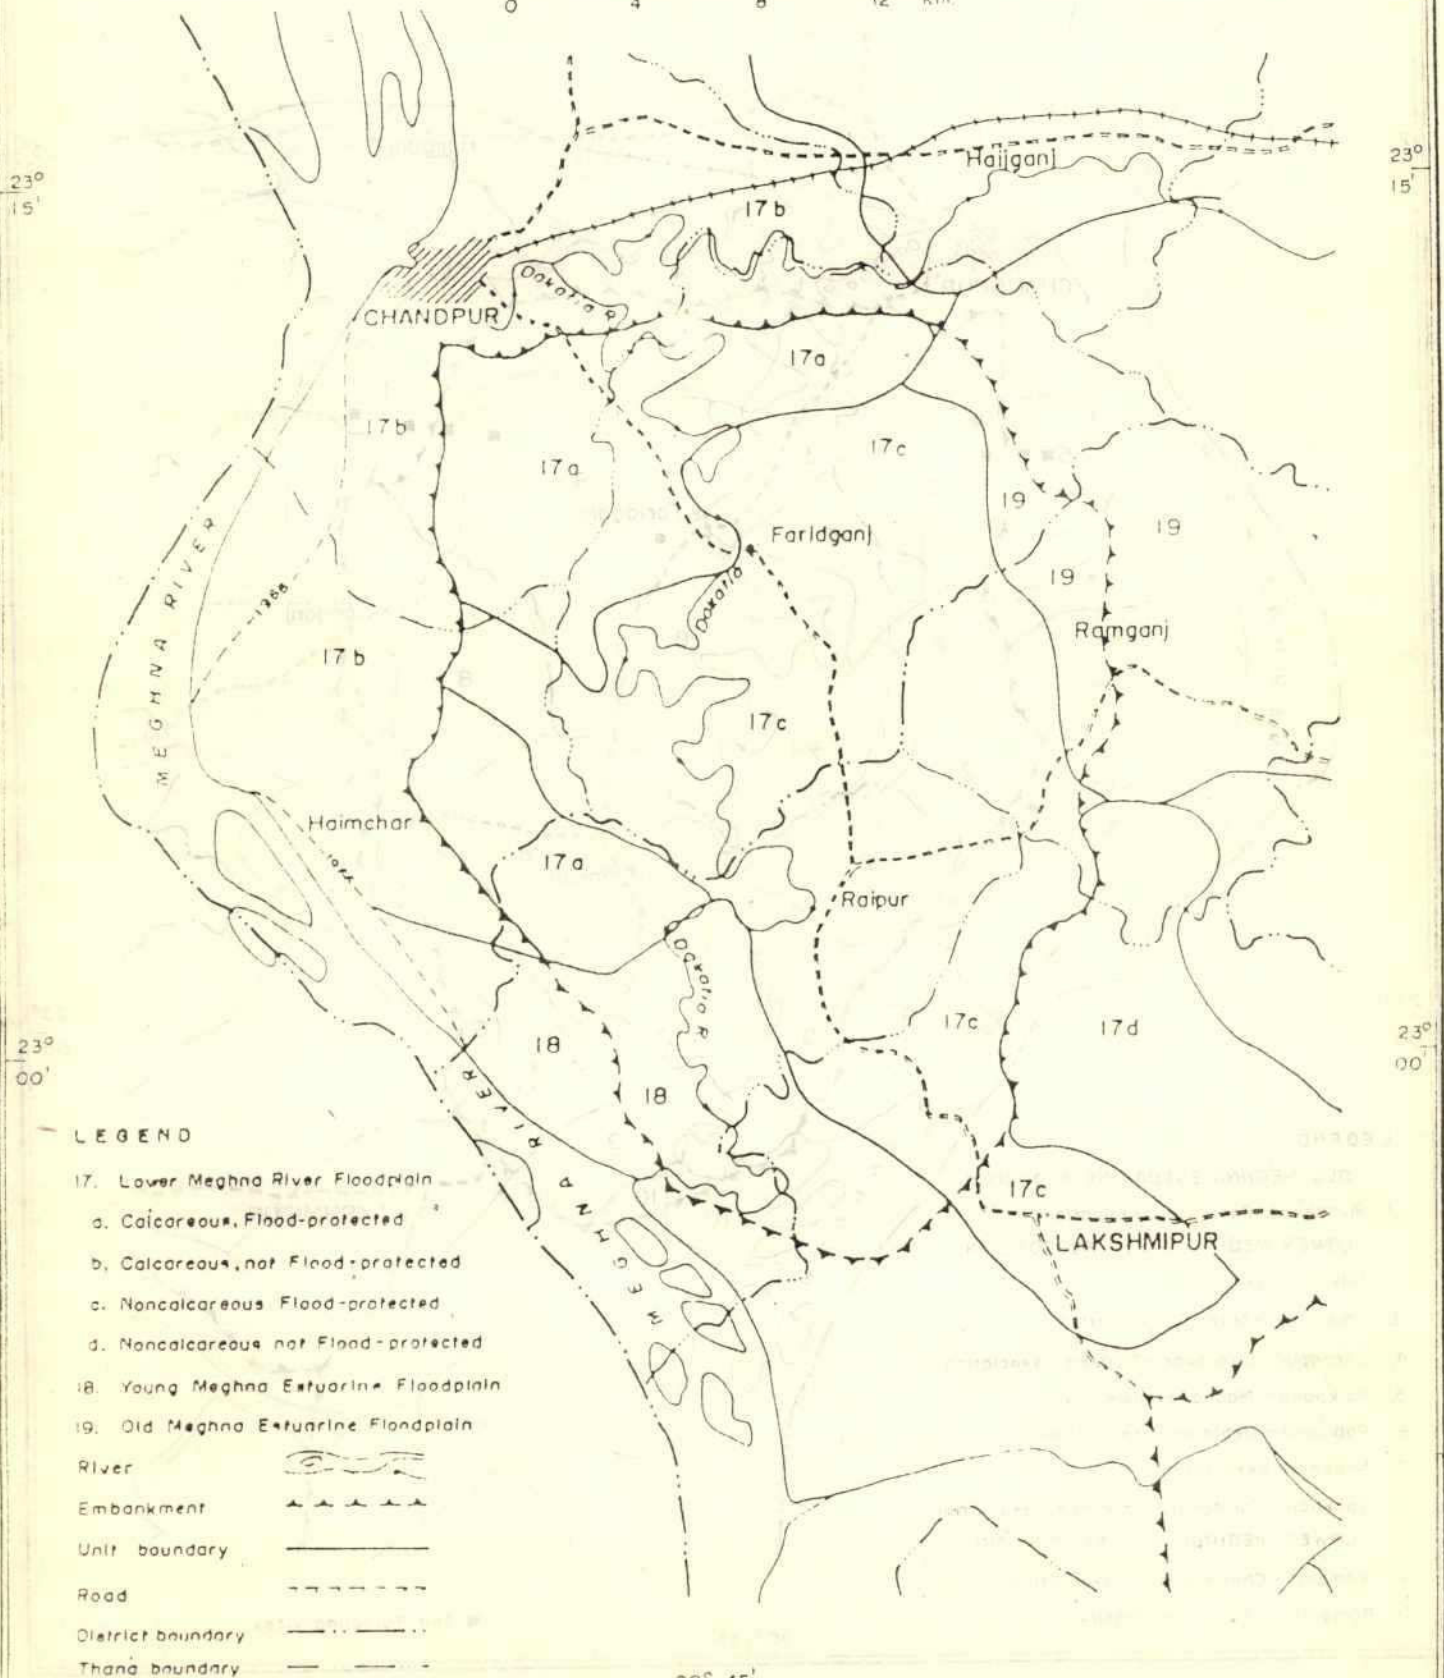 0 4 8 12 Km.
23° 15'
23° 15'
Hajiganj
17b
Dakatia R
CHANDPUR
17a
17b
17c
17a
19
19
Faridganj
MEGHNA RIVER
19
1988
Dakatia
Ramganj
17b
17c
Haimchar
17a
Raipur
Dakatia R
17c
17d
18
23° 00'
23° 00'
18
MEGHNA RIVER
17c
LAKSHMIPUR
LEGEND
17. Lower Meghna River Floodplain
a. Calcareous, Flood-protected
b. Calcareous, not Flood-protected
c. Noncalcareous Flood-protected
d. Noncalcareous not Flood-protected
18. Young Meghna Estuarine Floodplain
19. Old Meghna Estuarine Floodplain
River
Embankment
Unit boundary
Road
District boundary
Thana boundary